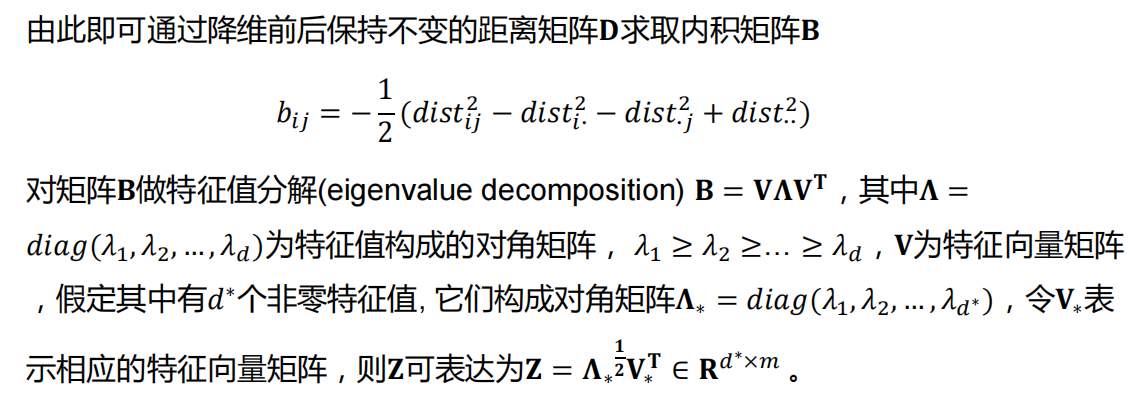 由此即可通过降维前后保持不变的距离矩阵D求取内积矩阵B
b_{ij} = -\frac{1}{2}(dist_{ij}^2 - dist_{i\cdot}^2 - dist_{\cdot j}^2 + dist_{\cdot\cdot}^2)
对矩阵B做特征值分解(eigenvalue decomposition) B = VΛV^T，其中Λ =
diag(λ_1, λ_2, ..., λ_d)为特征值构成的对角矩阵， λ_1 ≥ λ_2 ≥... ≥ λ_d，V为特征向量矩阵
，假定其中有d^*个非零特征值, 它们构成对角矩阵Λ_* = diag(λ_1, λ_2, ..., λ_{d^*})，令V_*表
示相应的特征向量矩阵，则Z可表达为Z = Λ_*^{\frac{1}{2}}V_*^T ∈ R^{d^*×m} 。